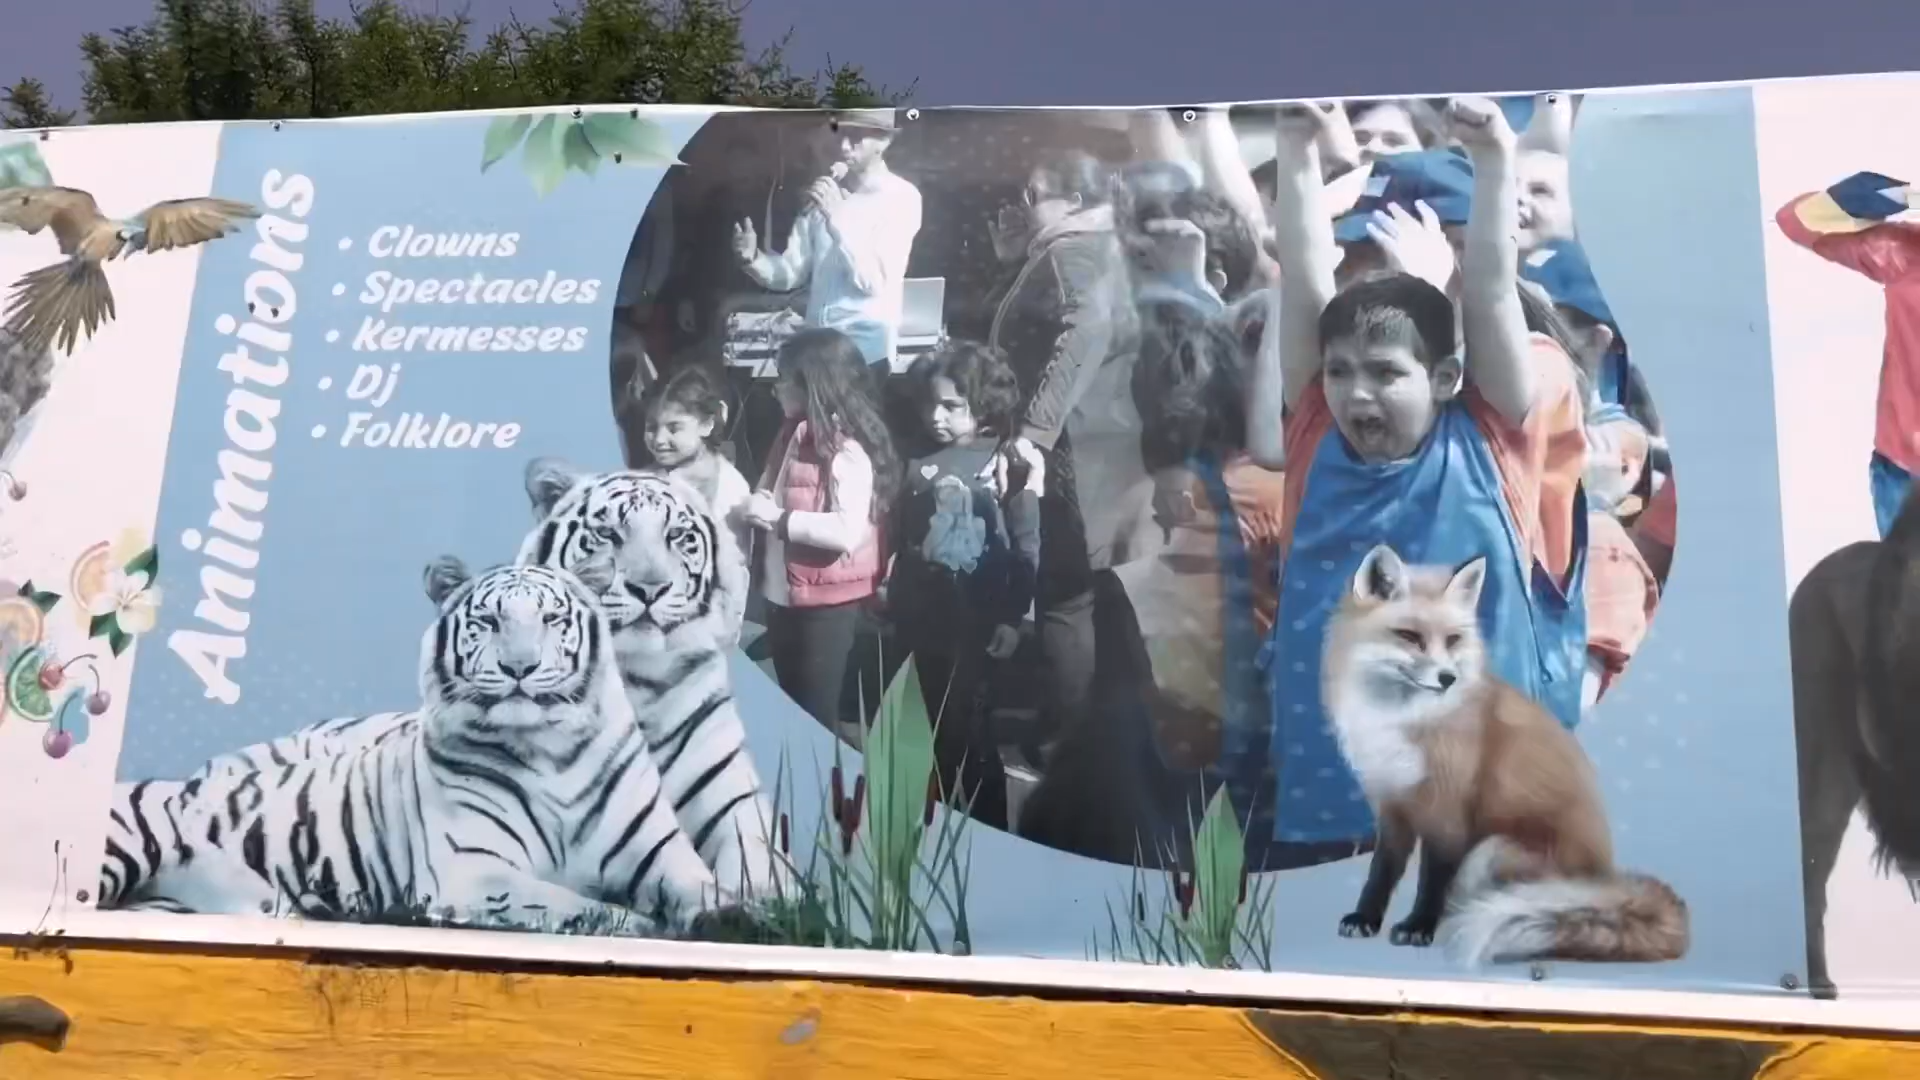 Animations
• Clowns
• Spectacles
• Kermesses
• Dj
• Folklore